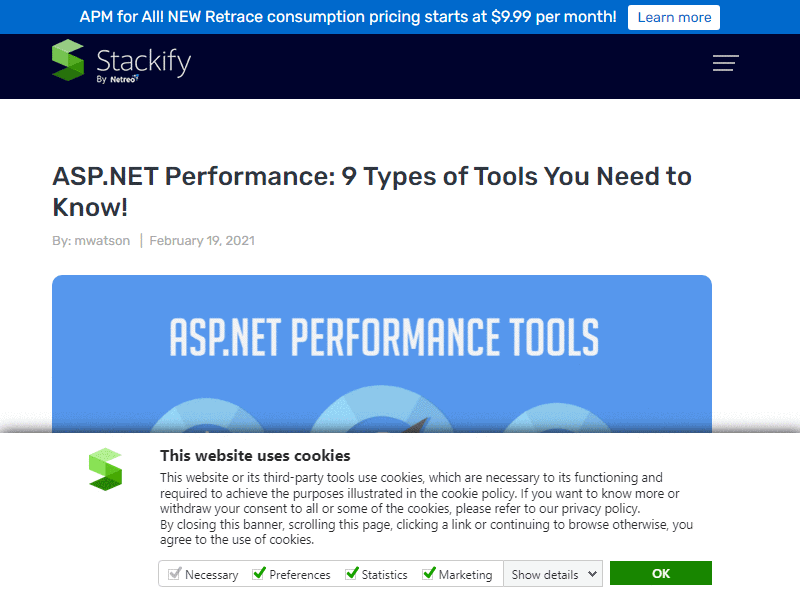 APM for All! NEW Retrace consumption pricing starts at $9.99 per month! Learn more
Stackify
By Netreo
ASP.NET Performance: 9 Types of Tools You Need to
Know!
By: mwatson | February 19, 2021
ASP.NET PERFORMANCE TOOLS
This website uses cookies
This website or its third-party tools use cookies, which are necessary to its functioning and
required to achieve the purposes illustrated in the cookie policy. If you want to know more or
withdraw your consent to all or some of the cookies, please refer to our privacy policy.
By closing this banner, scrolling this page, clicking a link or continuing to browse otherwise, you
agree to the use of cookies.
Necessary Preferences Statistics Marketing Show details OK